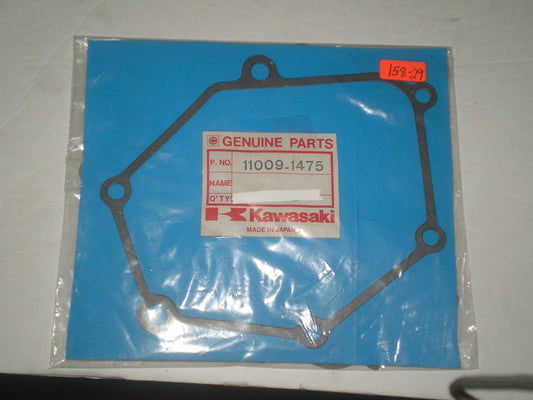 158-29
GENUINE PARTS
P. NO. 11009-1475
NAME
Q'TY
Kawasaki
MADE IN JAPAN